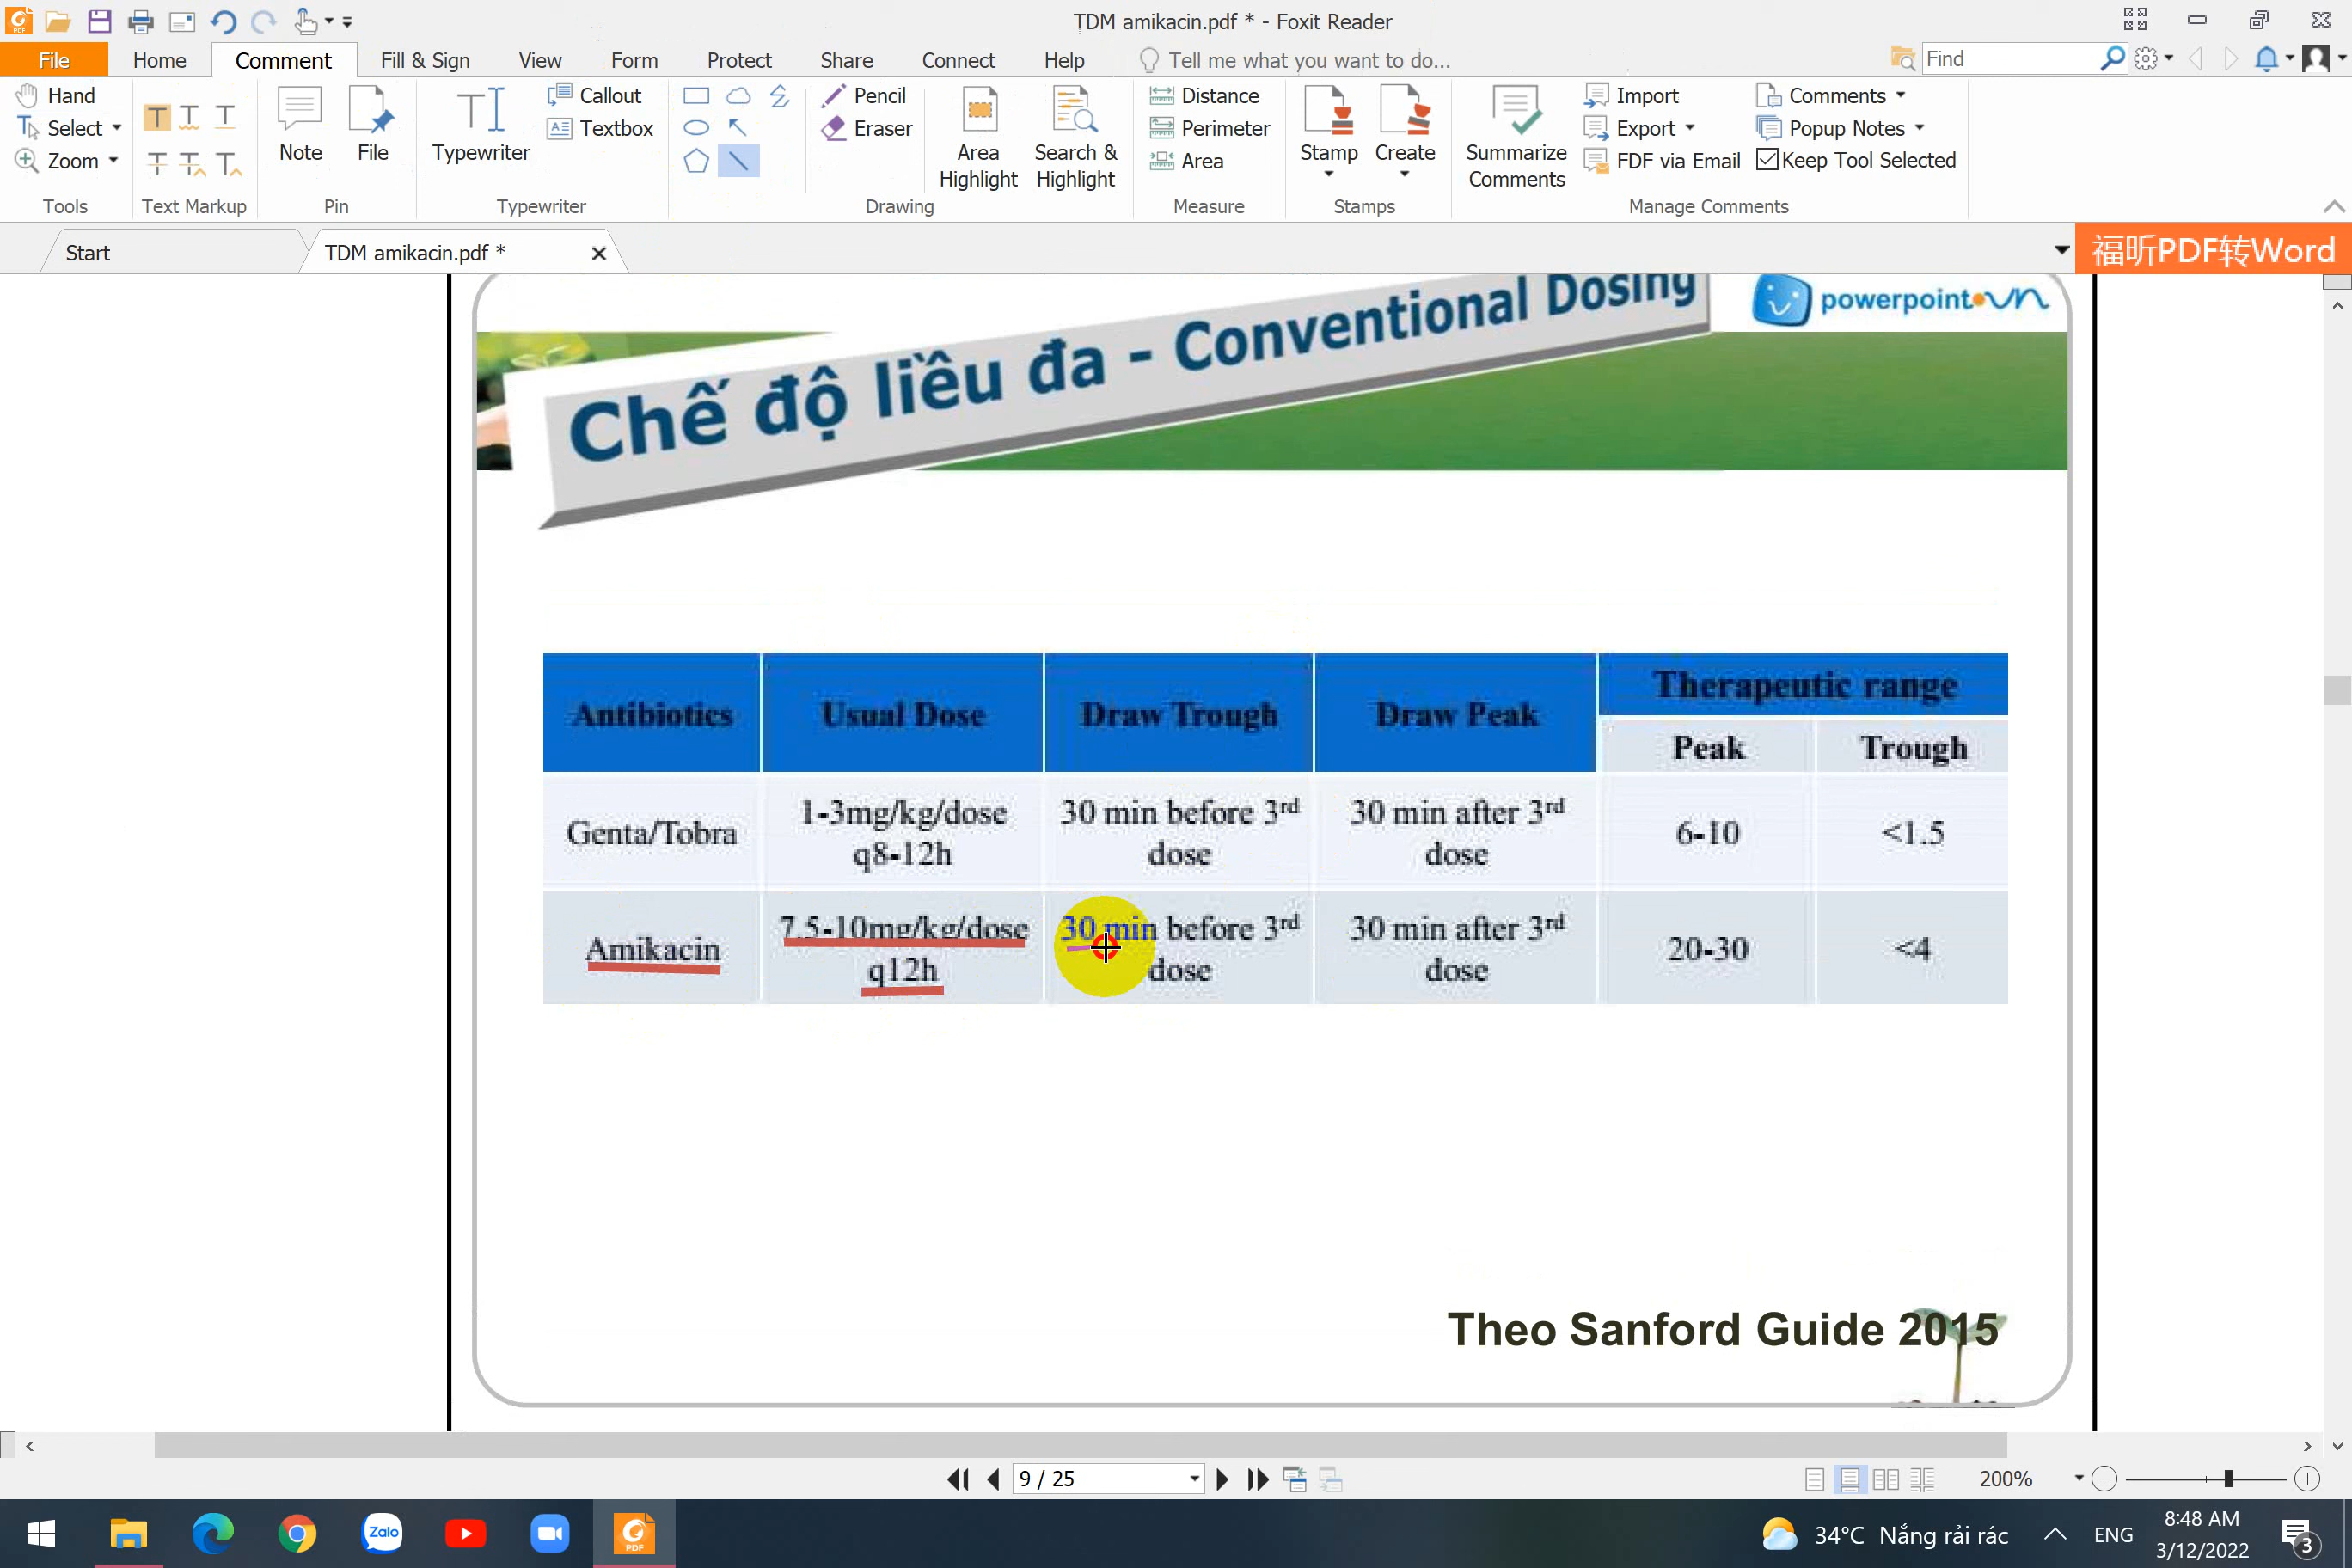 TDM amikacin.pdf * - Foxit Reader
File Home Comment Fill & Sign View Form Protect Share Connect Help Tell me what you want to do... Find
Hand
Select
Zoom
Tools
Text Markup
Note
File
Pin
Typewriter
Callout
Textbox
Typewriter
Pencil
Eraser
Area
Highlight
Search &
Highlight
Drawing
Distance
Perimeter
Area
Measure
Stamp
Create
Stamps
Summarize
Comments
Import
Export
FDF via Email
Comments
Popup Notes
Keep Tool Selected
Manage Comments
Start
TDM amikacin.pdf *
福昕PDF转Word
Chế độ liều đa - Conventional Dosing
powerpoint.vn
Antibiotics Usual Dose Draw Trough Draw Peak Therapeutic range
Peak Trough
Genta/Tobra
1-3mg/kg/dose
q8-12h
30 min before 3rd
dose
30 min after 3rd
dose
6-10
<1.5
Amikacin
7.5-10mg/kg/dose
q12h
30 min before 3rd
dose
30 min after 3rd
dose
20-30
<4
Theo Sanford Guide 2015
9 / 25
200%
Zalo
PDF
34°C Nắng rải rác
ENG
8:48 AM
3/12/2022
3